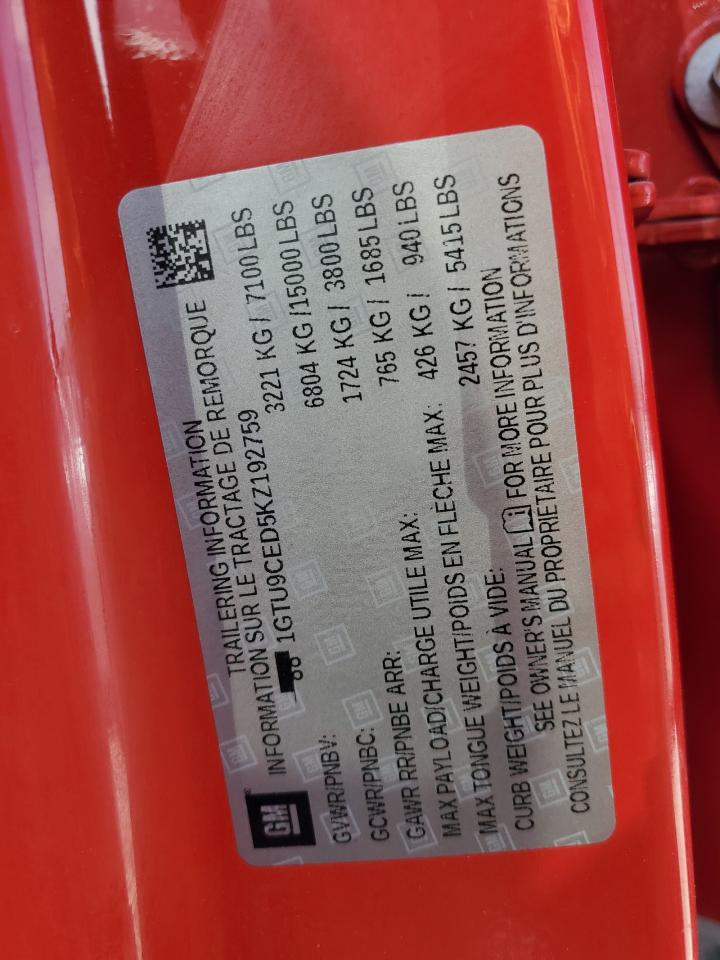 GM
TRAILERING INFORMATION
INFORMATION SUR LE TRACTAGE DE REMORQUE
1GTU9CED5KZ192759
GVWR/PNBV: 3221 KG / 7100 LBS
GCWR/PNBC: 6804 KG /15000 LBS
GAWR RR/PNBE ARR: 1724 KG / 3800 LBS
MAX PAYLOAD/CHARGE UTILE MAX: 765 KG / 1685 LBS
MAX TONGUE WEIGHT/POIDS EN FLÈCHE MAX: 426 KG / 940 LBS
CURB WEIGHT/POIDS À VIDE: 2457 KG / 5415 LBS
SEE OWNER'S MANUAL FOR MORE INFORMATION
CONSULTEZ LE MANUEL DU PROPRIÉTAIRE POUR PLUS D'INFORMATIONS